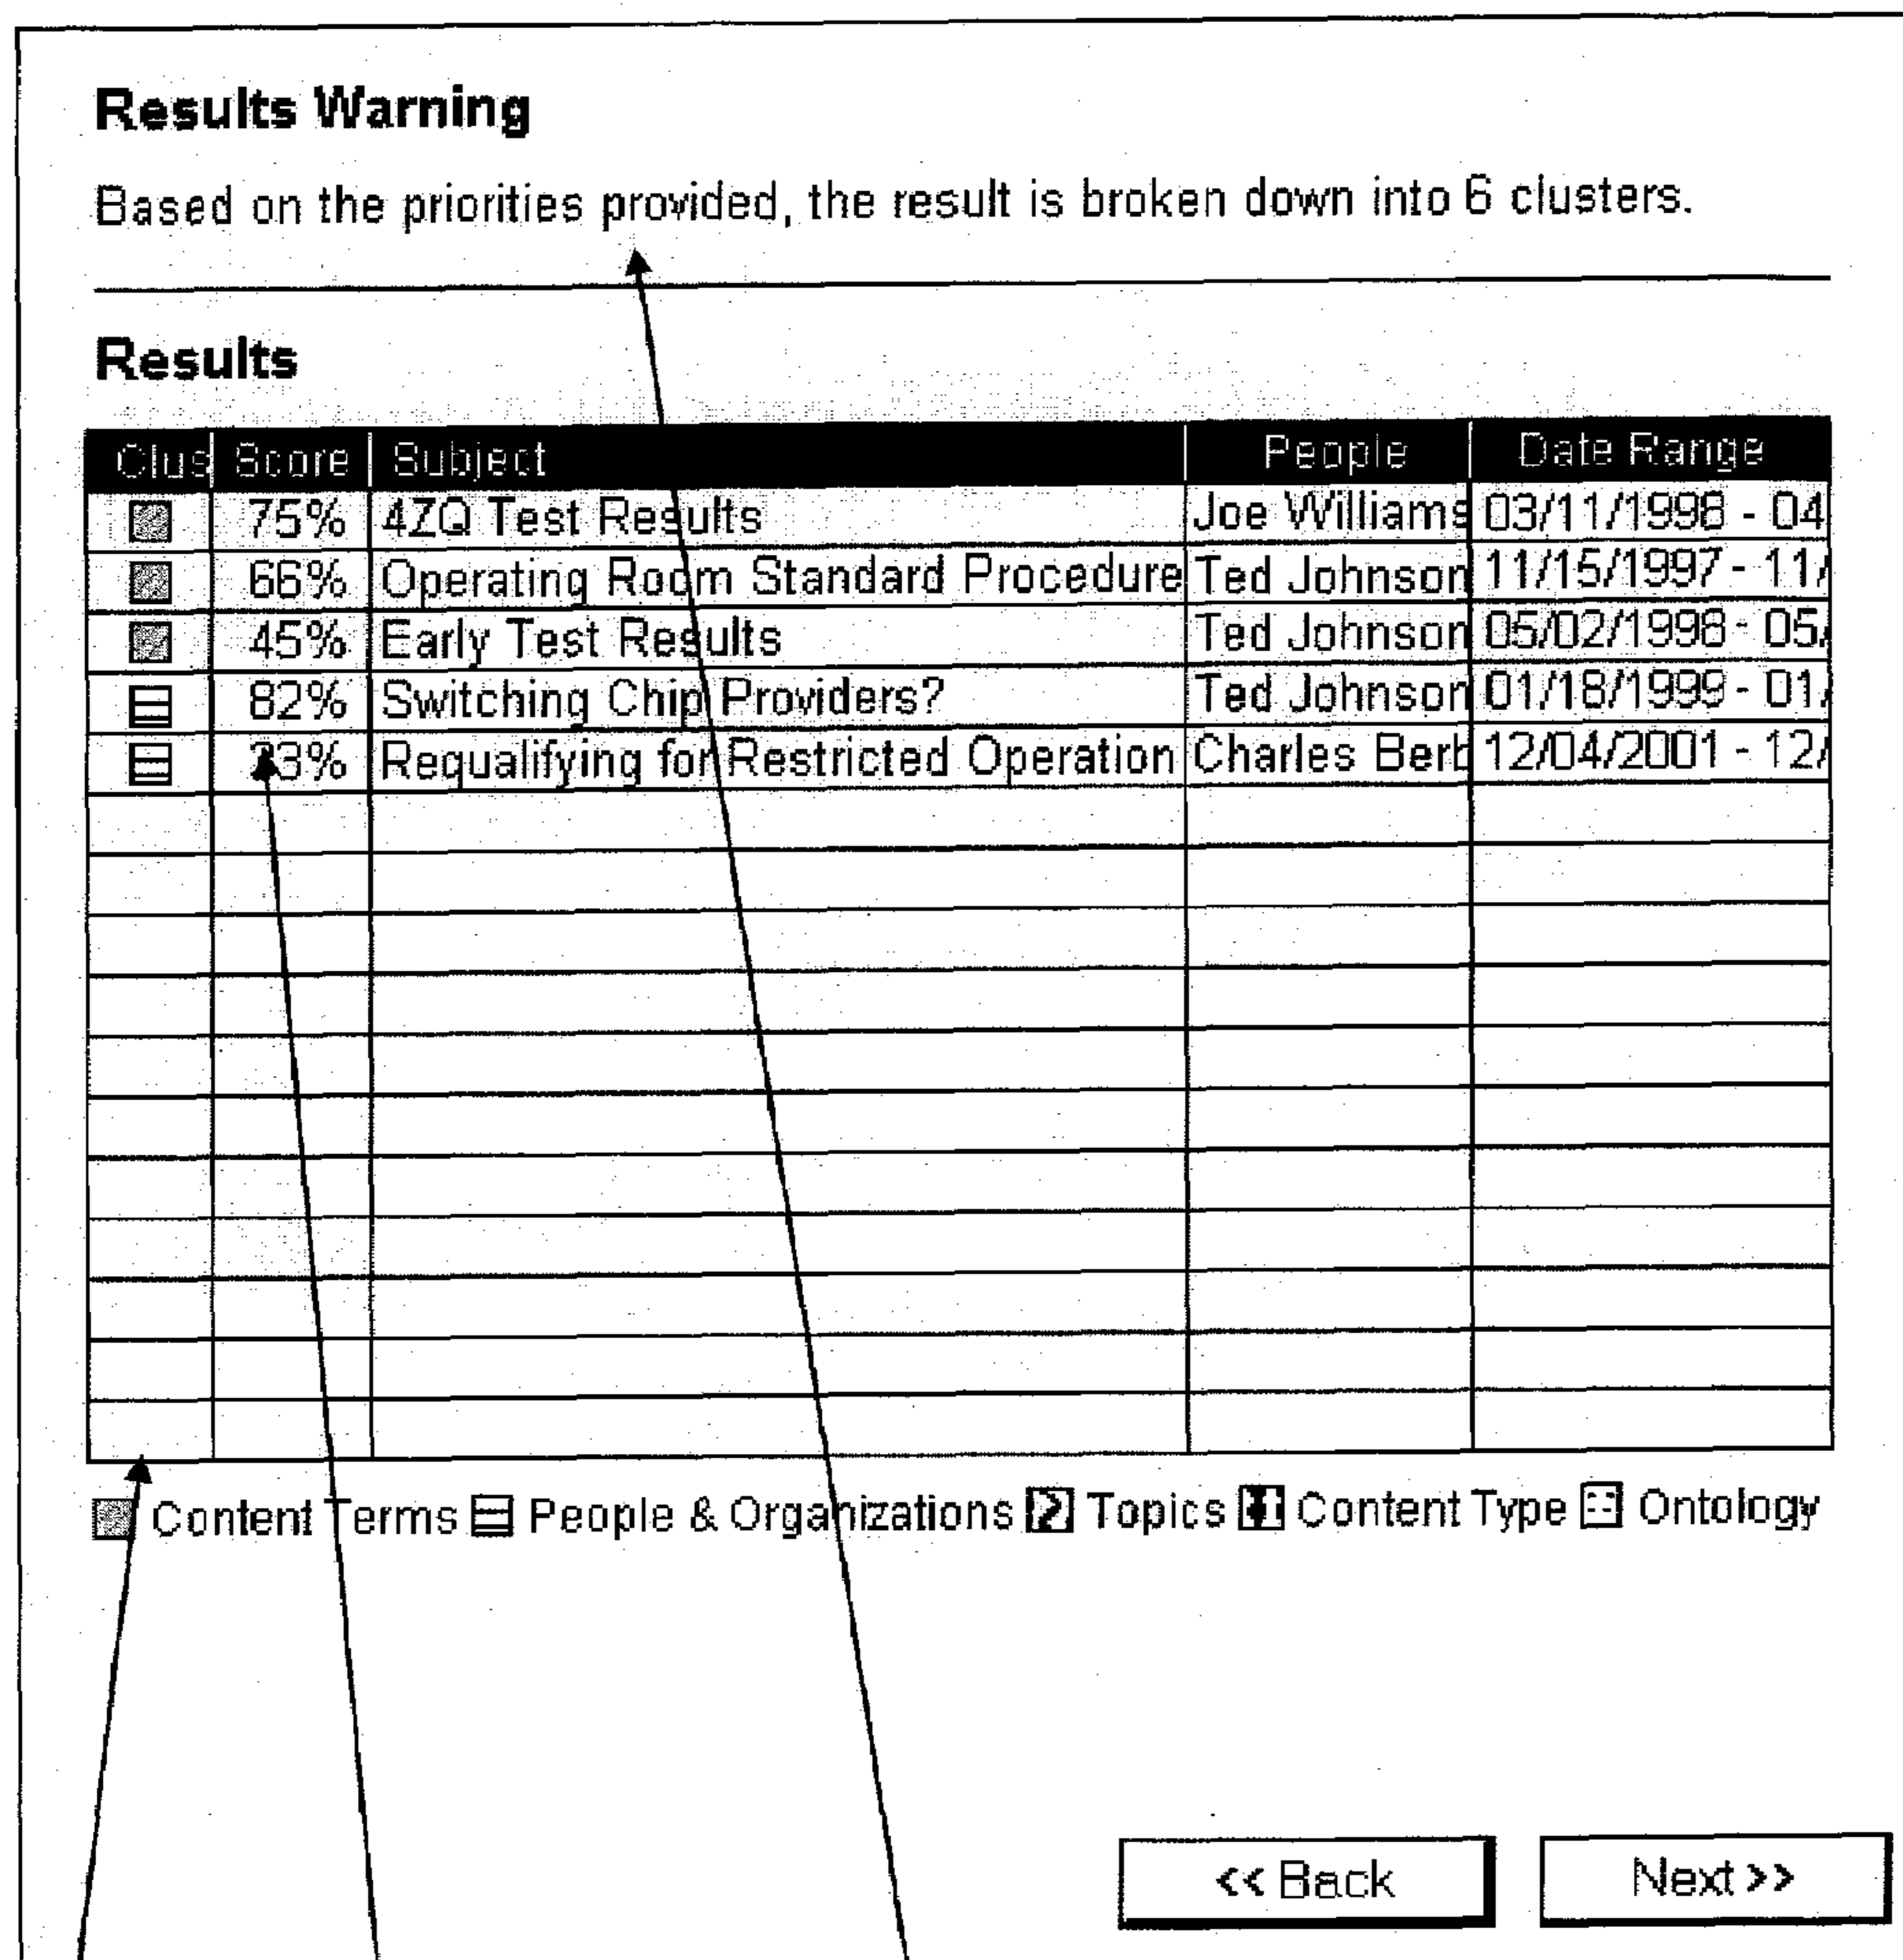 Results Warning
Based on the priorities provided, the result is broken down into 6 clusters.
Results
Clus Score Subject People Date Range
75% 4ZQ Test Results Joe Williams 03/11/1998 - 04
66% Operating Room Standard Procedure Ted Johnson 11/15/1997 - 11/
45% Early Test Results Ted Johnson 05/02/1998 - 05/
82% Switching Chip Providers? Ted Johnson 01/18/1999 - 01/
Requalifying for Restricted Operation Charles Berb 12/04/2001 - 12/
Content Terms People & Organizations Topics Content Type Ontology
<< Back Next >>